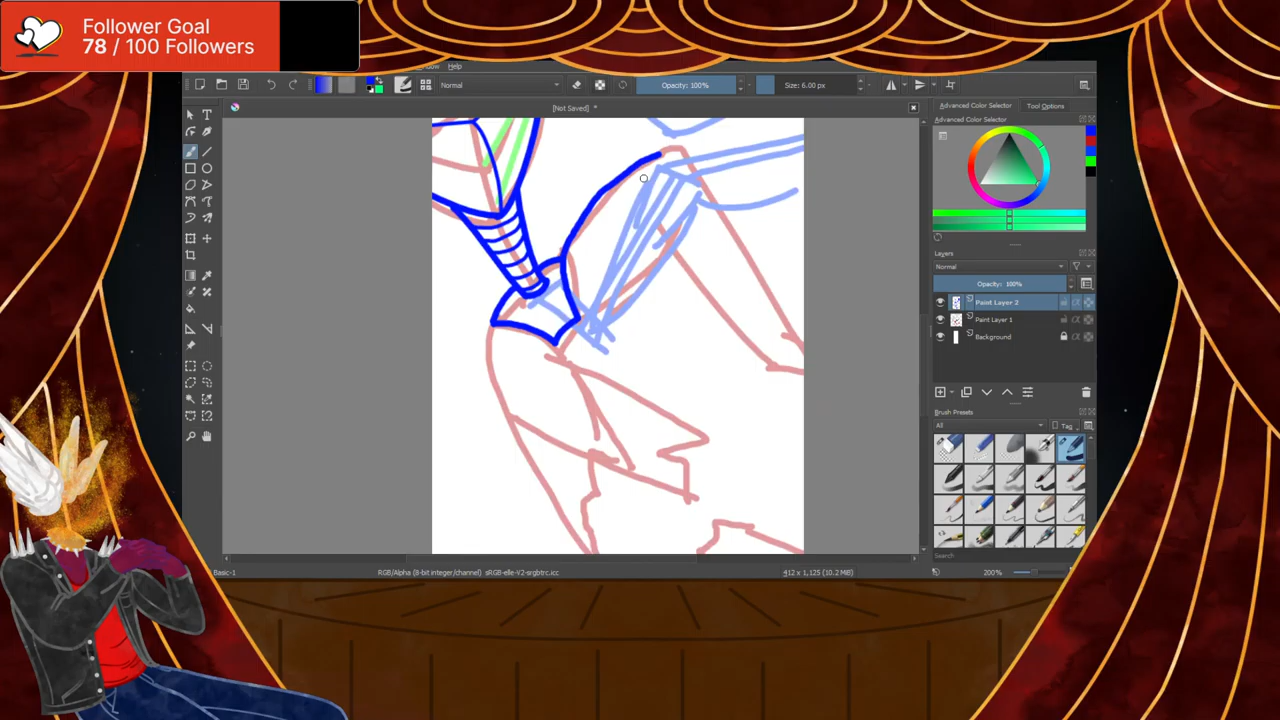 Follower Goal
78 / 100 Followers
Help
Normal
Opacity: 100%
Size: 6.00 px
[Not Saved] *
Advanced Color Selector
Tool Options
Advanced Color Selector
Layers
Normal
Opacity: 100%
Paint Layer 2
Paint Layer 1
Background
Brush Presets
All
Tag
Search
Basic-1
RGB/Alpha (8-bit integer/channel) sRGB-elle-V2-srgbtrc.icc
412 x 1,125 (10.2 MiB)
200%